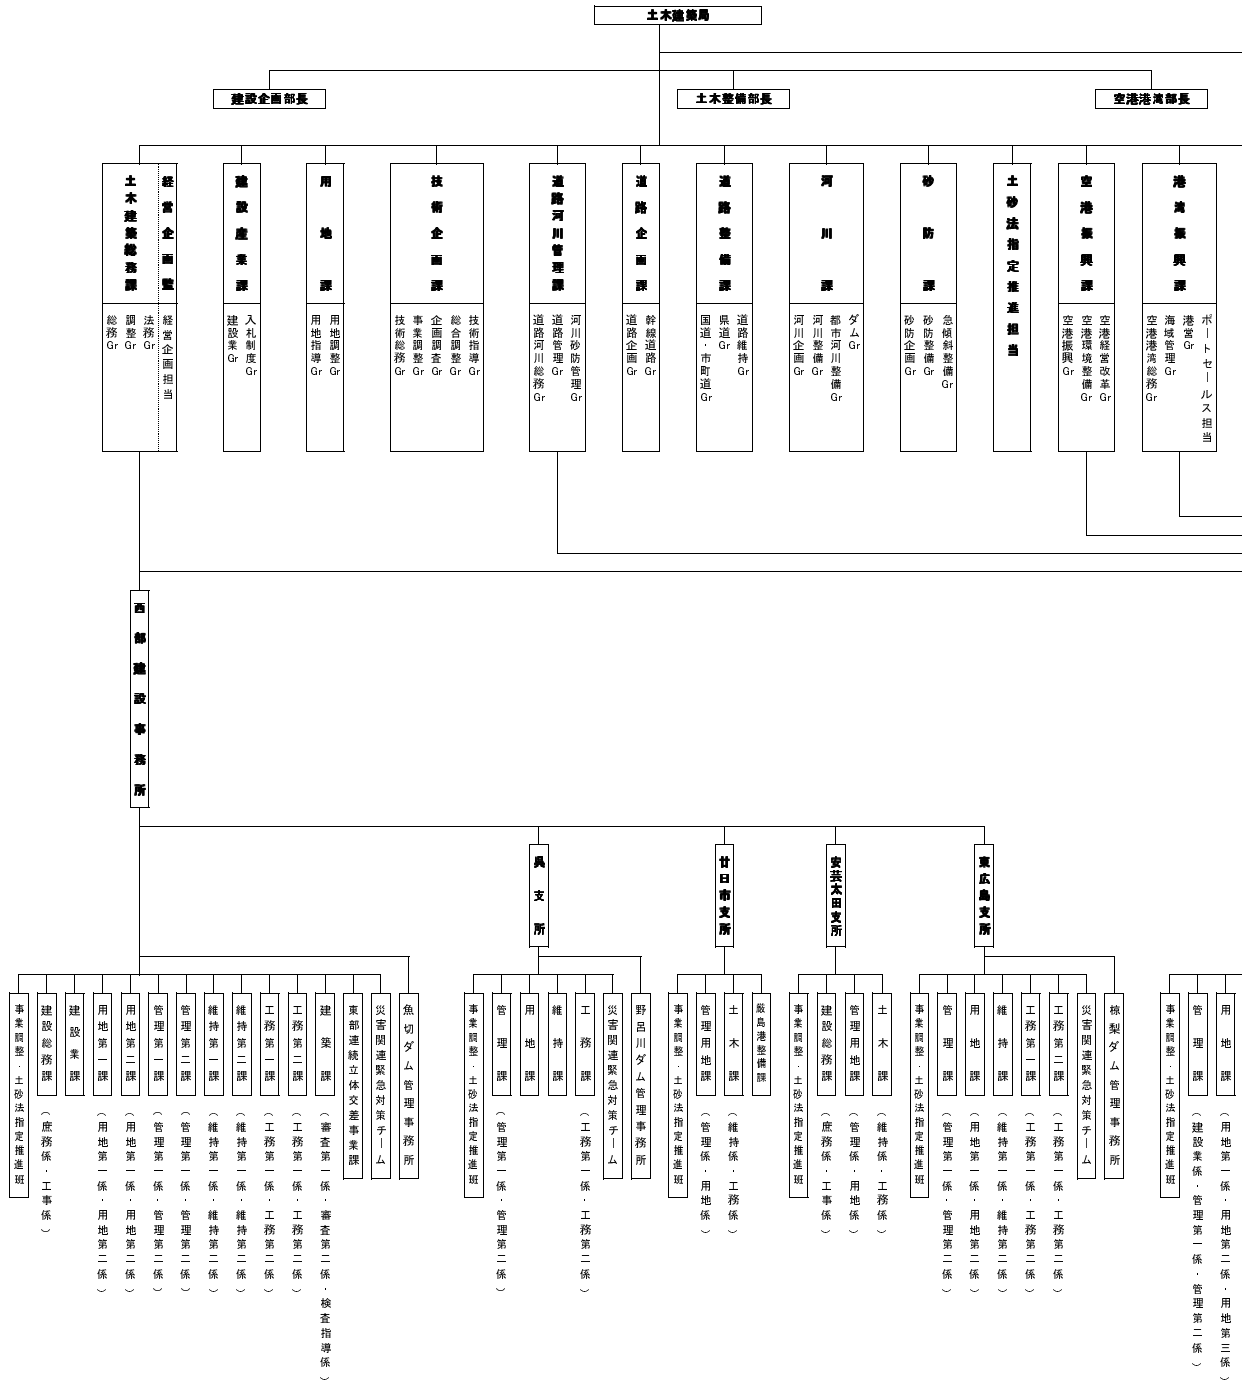 土木建築局
建設企画部長
土木整備部長
空港港湾部長
土木建築総務課
経営企画監
総務Gr
調整Gr
法務Gr
経営企画担当
建設産業課
建設業Gr
入札制度Gr
用地課
用地指導Gr
用地調整Gr
技術企画課
技術総務Gr
事業調整Gr
企画調査Gr
総合調整Gr
技術指導Gr
道路河川管理課
道路河川総務Gr
道路管理Gr
河川砂防管理Gr
道路企画課
道路企画Gr
幹線道路Gr
道路整備課
国道・市町道Gr
県道Gr
道路維持Gr
河川課
河川企画Gr
河川整備Gr
都市河川整備Gr
ダムGr
砂防課
砂防企画Gr
砂防整備Gr
急傾斜整備Gr
土砂法指定推進担当
空港振興課
空港振興Gr
空港環境整備Gr
空港経営改革Gr
港湾振興課
空港港湾総務Gr
海域管理Gr
港営Gr
ポートセールス担当
西部建設事務所
呉支所
廿日市支所
安芸太田支所
東広島支所
事業調整・土砂法指定推進班
建設総務課（庶務係・工事係）
建設業課
用地第一課（用地第一係・用地第二係）
用地第二課（用地第一係・用地第二係）
管理第一課（管理第一係・管理第二係）
管理第二課（管理第一係・管理第二係）
維持第一課（維持第一係・維持第二係）
維持第二課（維持第一係・維持第二係）
工務第一課（工務第一係・工務第二係）
工務第二課（工務第一係・工務第二係）
建築課（審査第一係・審査第二係・検査指導係）
東部連続立体交差事業課
災害関連緊急対策チーム
魚切ダム管理事務所
事業調整・土砂法指定推進班
管理課（管理第一係・管理第二係）
用地課
維持課
工務課（工務第一係・工務第二係）
災害関連緊急対策チーム
野呂川ダム管理事務所
事業調整・土砂法指定推進班
管理用地課（管理係・用地係）
土木課（維持係・工務係）
厳島港整備課
事業調整・土砂法指定推進班
建設総務課（庶務係・工事係）
管理用地課（管理係・用地係）
土木課（維持係・工務係）
事業調整・土砂法指定推進班
管理課（管理第一係・管理第二係）
用地課（用地第一係・用地第二係）
維持課（維持第一係・維持第二係）
工務第一課（工務第一係・工務第二係）
工務第二課（工務第一係・工務第二係）
災害関連緊急対策チーム
椋梨ダム管理事務所
事業調整・土砂法指定推進班
管理課（建設業係・管理第一係・管理第二係）
用地課（用地第一係・用地第二係・用地第三係）